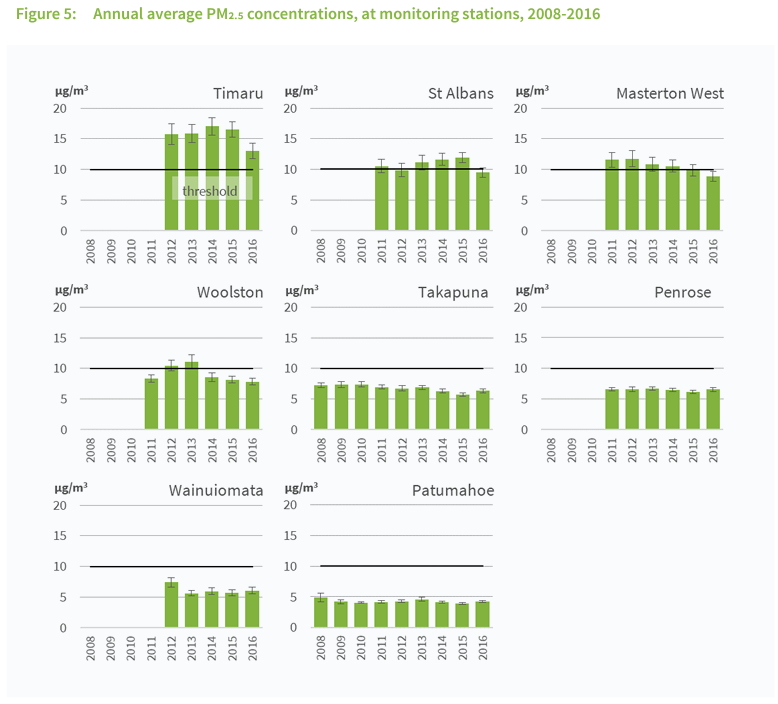 Figure 5: Annual average PM₂.₅ concentrations, at monitoring stations, 2008-2016
µg/m³ Timaru
20
15
10
threshold
5
0
2008 2009 2010 2011 2012 2013 2014 2015 2016
µg/m³ St Albans
20
15
10
5
0
2008 2009 2010 2011 2012 2013 2014 2015 2016
µg/m³ Masterton West
20
15
10
5
0
2008 2009 2010 2011 2012 2013 2014 2015 2016
µg/m³ Woolston
20
15
10
5
0
2008 2009 2010 2011 2012 2013 2014 2015 2016
µg/m³ Takapuna
20
15
10
5
0
2008 2009 2010 2011 2012 2013 2014 2015 2016
µg/m³ Penrose
20
15
10
5
0
2008 2009 2010 2011 2012 2013 2014 2015 2016
µg/m³ Wainuiomata
20
15
10
5
0
2008 2009 2010 2011 2012 2013 2014 2015 2016
µg/m³ Patumahoe
20
15
10
5
0
2008 2009 2010 2011 2012 2013 2014 2015 2016